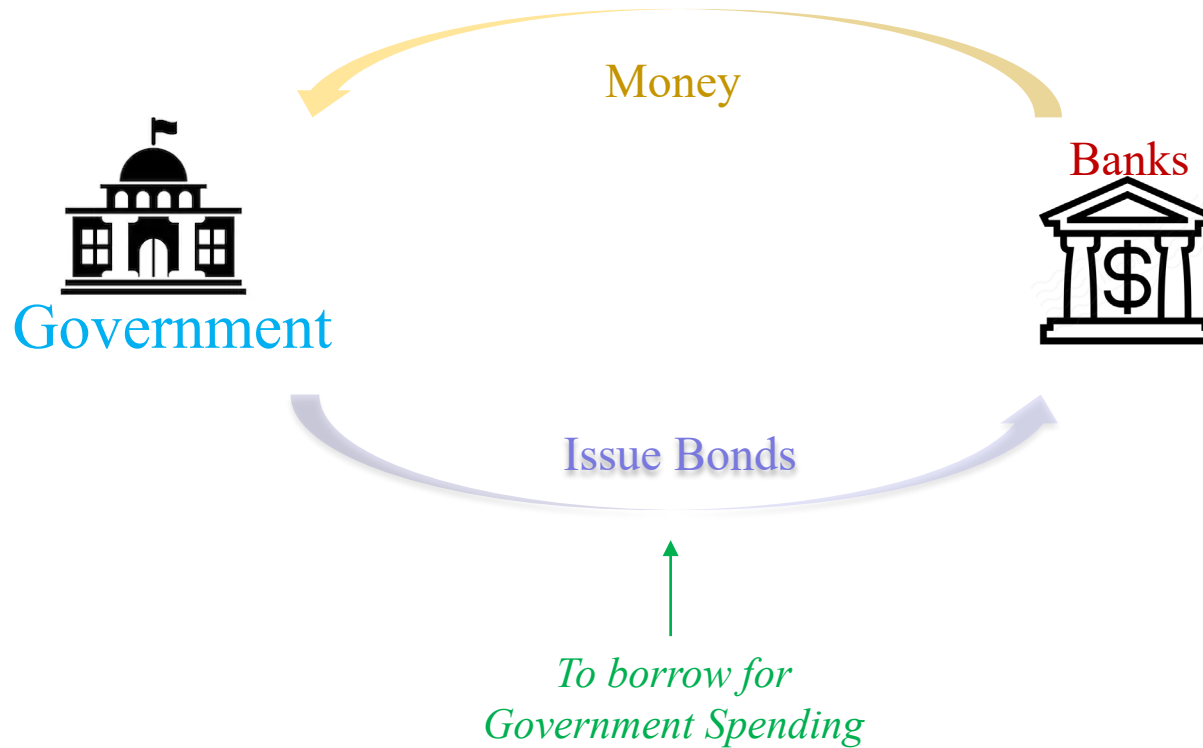 Money
Banks
$
Government
Issue Bonds
To borrow for
Government Spending